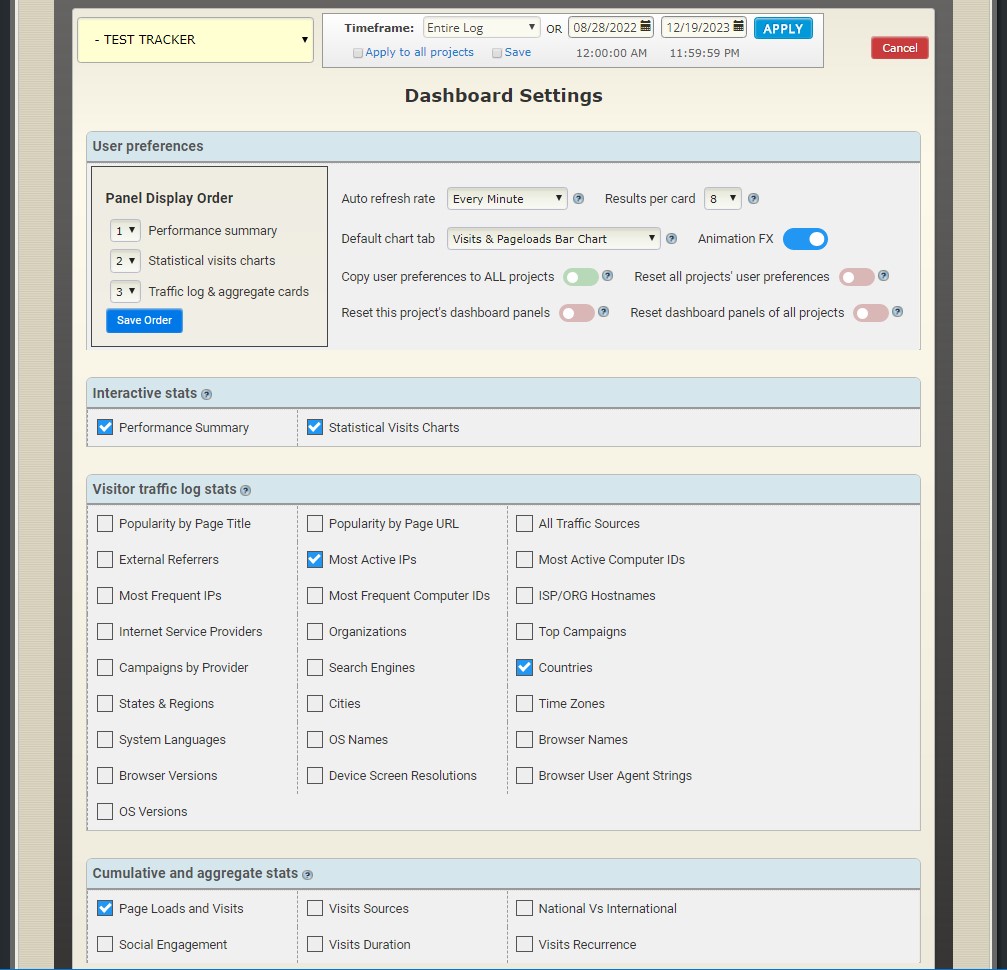 - TEST TRACKER
Timeframe: Entire Log OR 08/28/2022 12/19/2023 APPLY
Apply to all projects Save 12:00:00 AM 11:59:59 PM
Cancel
Dashboard Settings
User preferences
Panel Display Order
1 Performance summary
2 Statistical visits charts
3 Traffic log & aggregate cards
Save Order
Auto refresh rate Every Minute ? Results per card 8 ?
Default chart tab Visits & Pageloads Bar Chart ? Animation FX
Copy user preferences to ALL projects ? Reset all projects' user preferences ?
Reset this project's dashboard panels ? Reset dashboard panels of all projects ?
Interactive stats ?
Performance Summary Statistical Visits Charts
Visitor traffic log stats ?
Popularity by Page Title Popularity by Page URL All Traffic Sources
External Referrers Most Active IPs Most Active Computer IDs
Most Frequent IPs Most Frequent Computer IDs ISP/ORG Hostnames
Internet Service Providers Organizations Top Campaigns
Campaigns by Provider Search Engines Countries
States & Regions Cities Time Zones
System Languages OS Names Browser Names
Browser Versions Device Screen Resolutions Browser User Agent Strings
OS Versions
Cumulative and aggregate stats ?
Page Loads and Visits Visits Sources National Vs International
Social Engagement Visits Duration Visits Recurrence